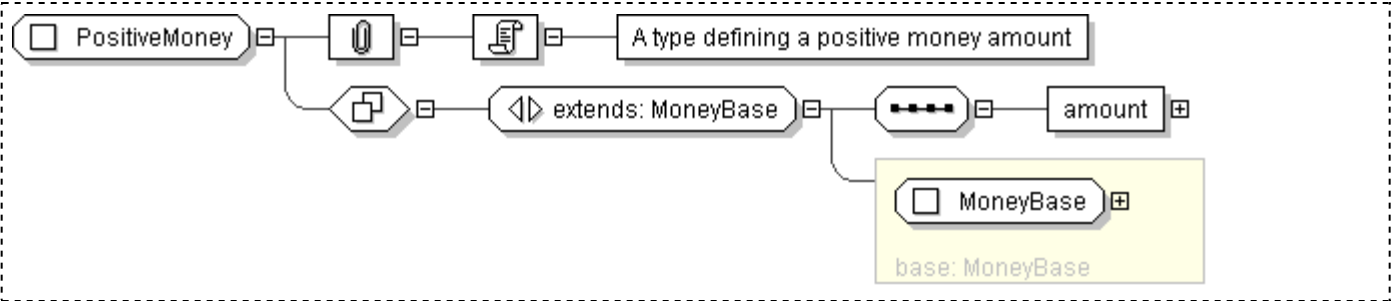 PositiveMoney
A type defining a positive money amount
extends: MoneyBase
amount
MoneyBase
base: MoneyBase